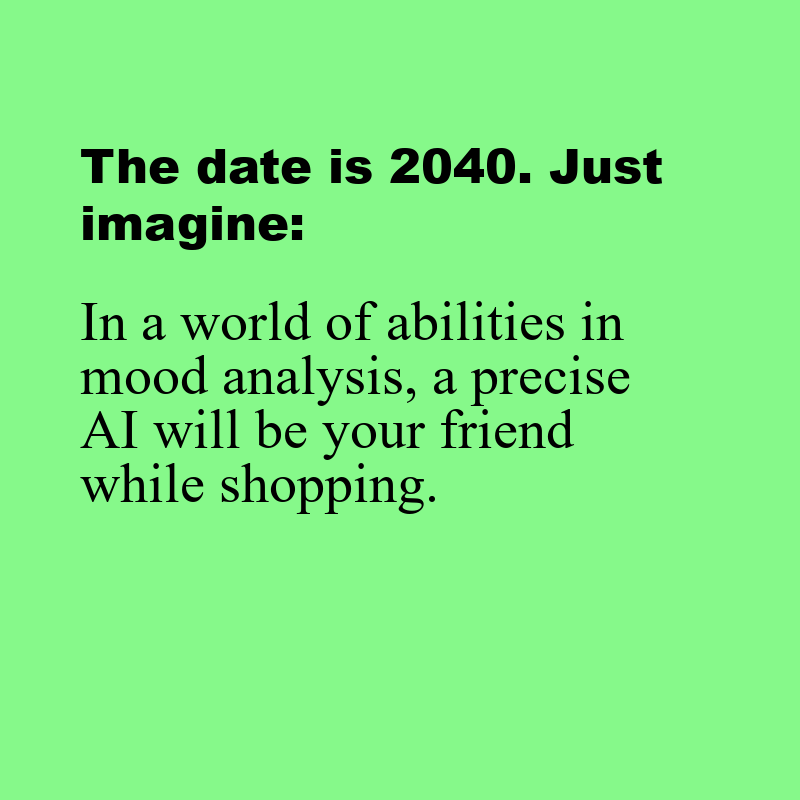 The date is 2040. Just
imagine:
In a world of abilities in
mood analysis, a precise
AI will be your friend
while shopping.